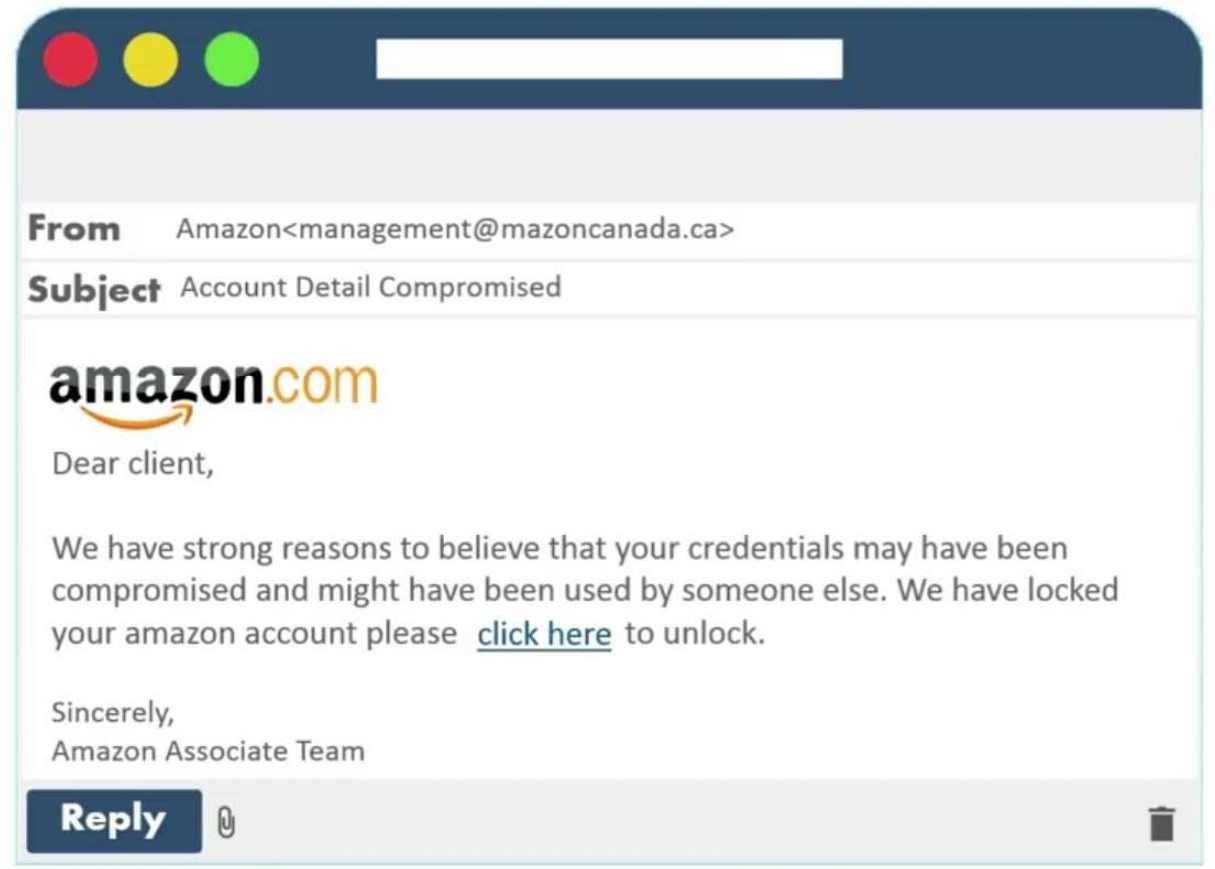 From Amazon<management@mazoncanada.ca>
Subject Account Detail Compromised
amazon.com
Dear client,
We have strong reasons to believe that your credentials may have been
compromised and might have been used by someone else. We have locked
your amazon account please click here to unlock.
Sincerely,
Amazon Associate Team
Reply